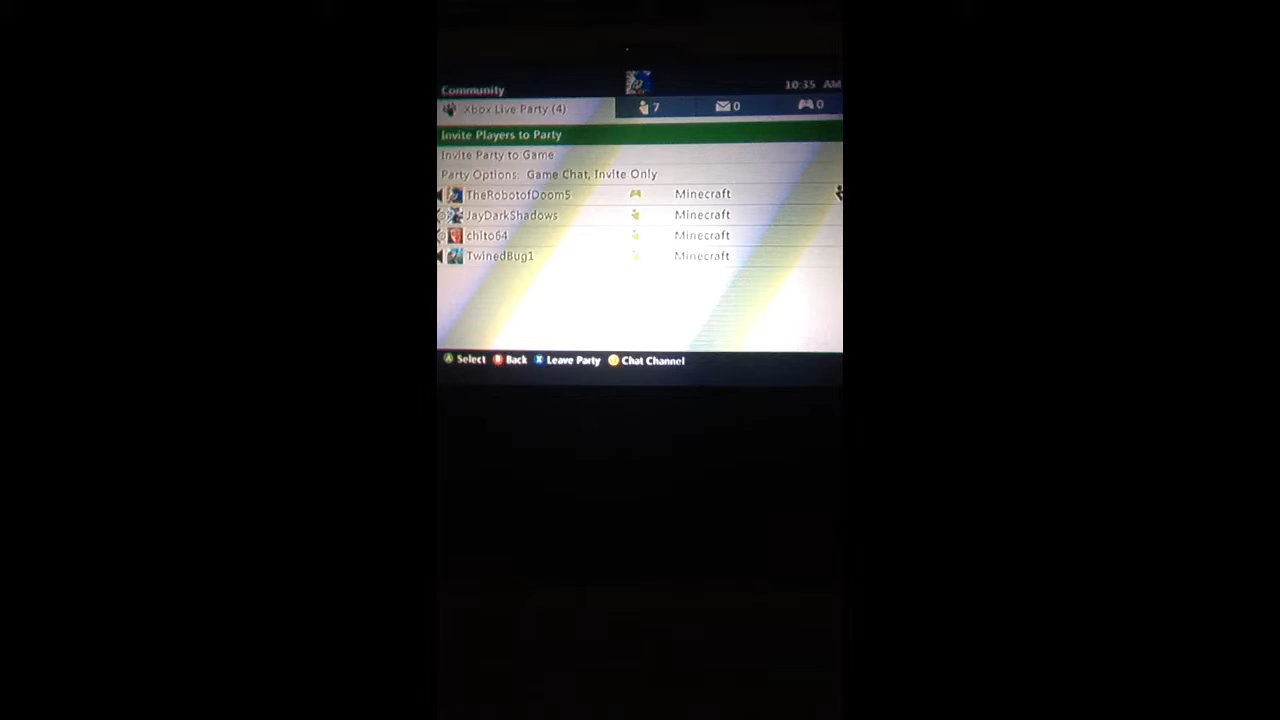 Community
10:35 AM
Xbox Live Party (4)
7
0
0
Invite Players to Party
Invite Party to Game
Party Options: Game Chat, Invite Only
TheRobotofDoom5 Minecraft
JayDarkShadows Minecraft
chito64 Minecraft
TwinedBug1 Minecraft
A Select B Back X Leave Party Y Chat Channel